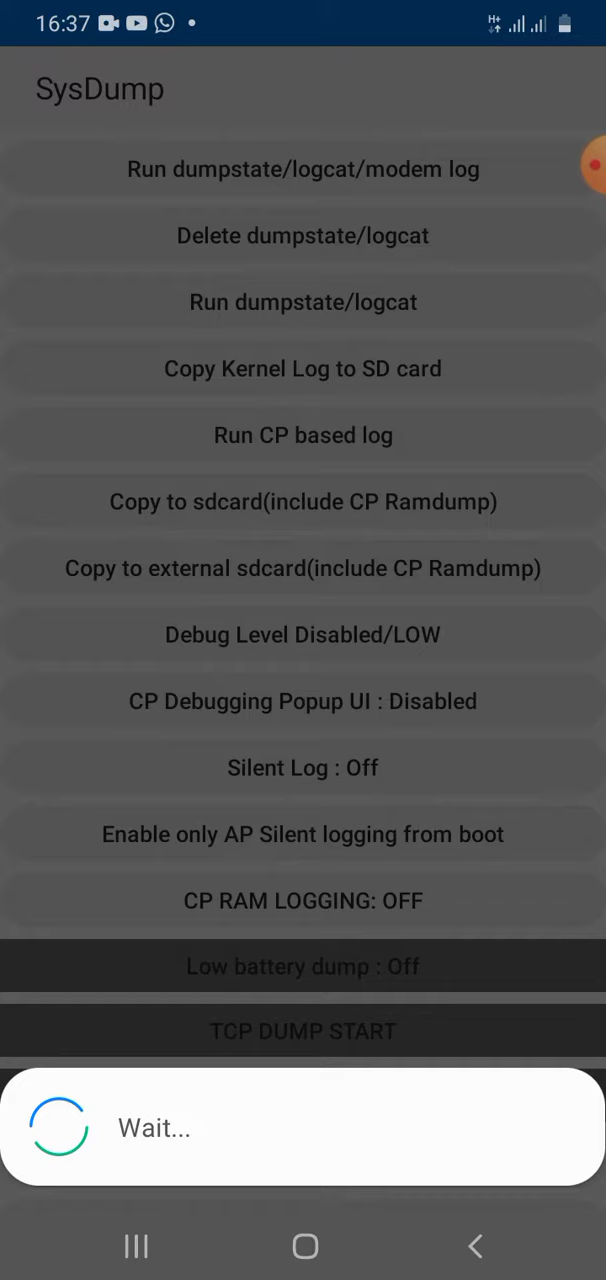 16:37
H+
SysDump
Run dumpstate/logcat/modem log
Delete dumpstate/logcat
Run dumpstate/logcat
Copy Kernel Log to SD card
Run CP based log
Copy to sdcard(include CP Ramdump)
Copy to external sdcard(include CP Ramdump)
Debug Level Disabled/LOW
CP Debugging Popup UI : Disabled
Silent Log : Off
Enable only AP Silent logging from boot
CP RAM LOGGING: OFF
Low battery dump : Off
TCP DUMP START
Wait...